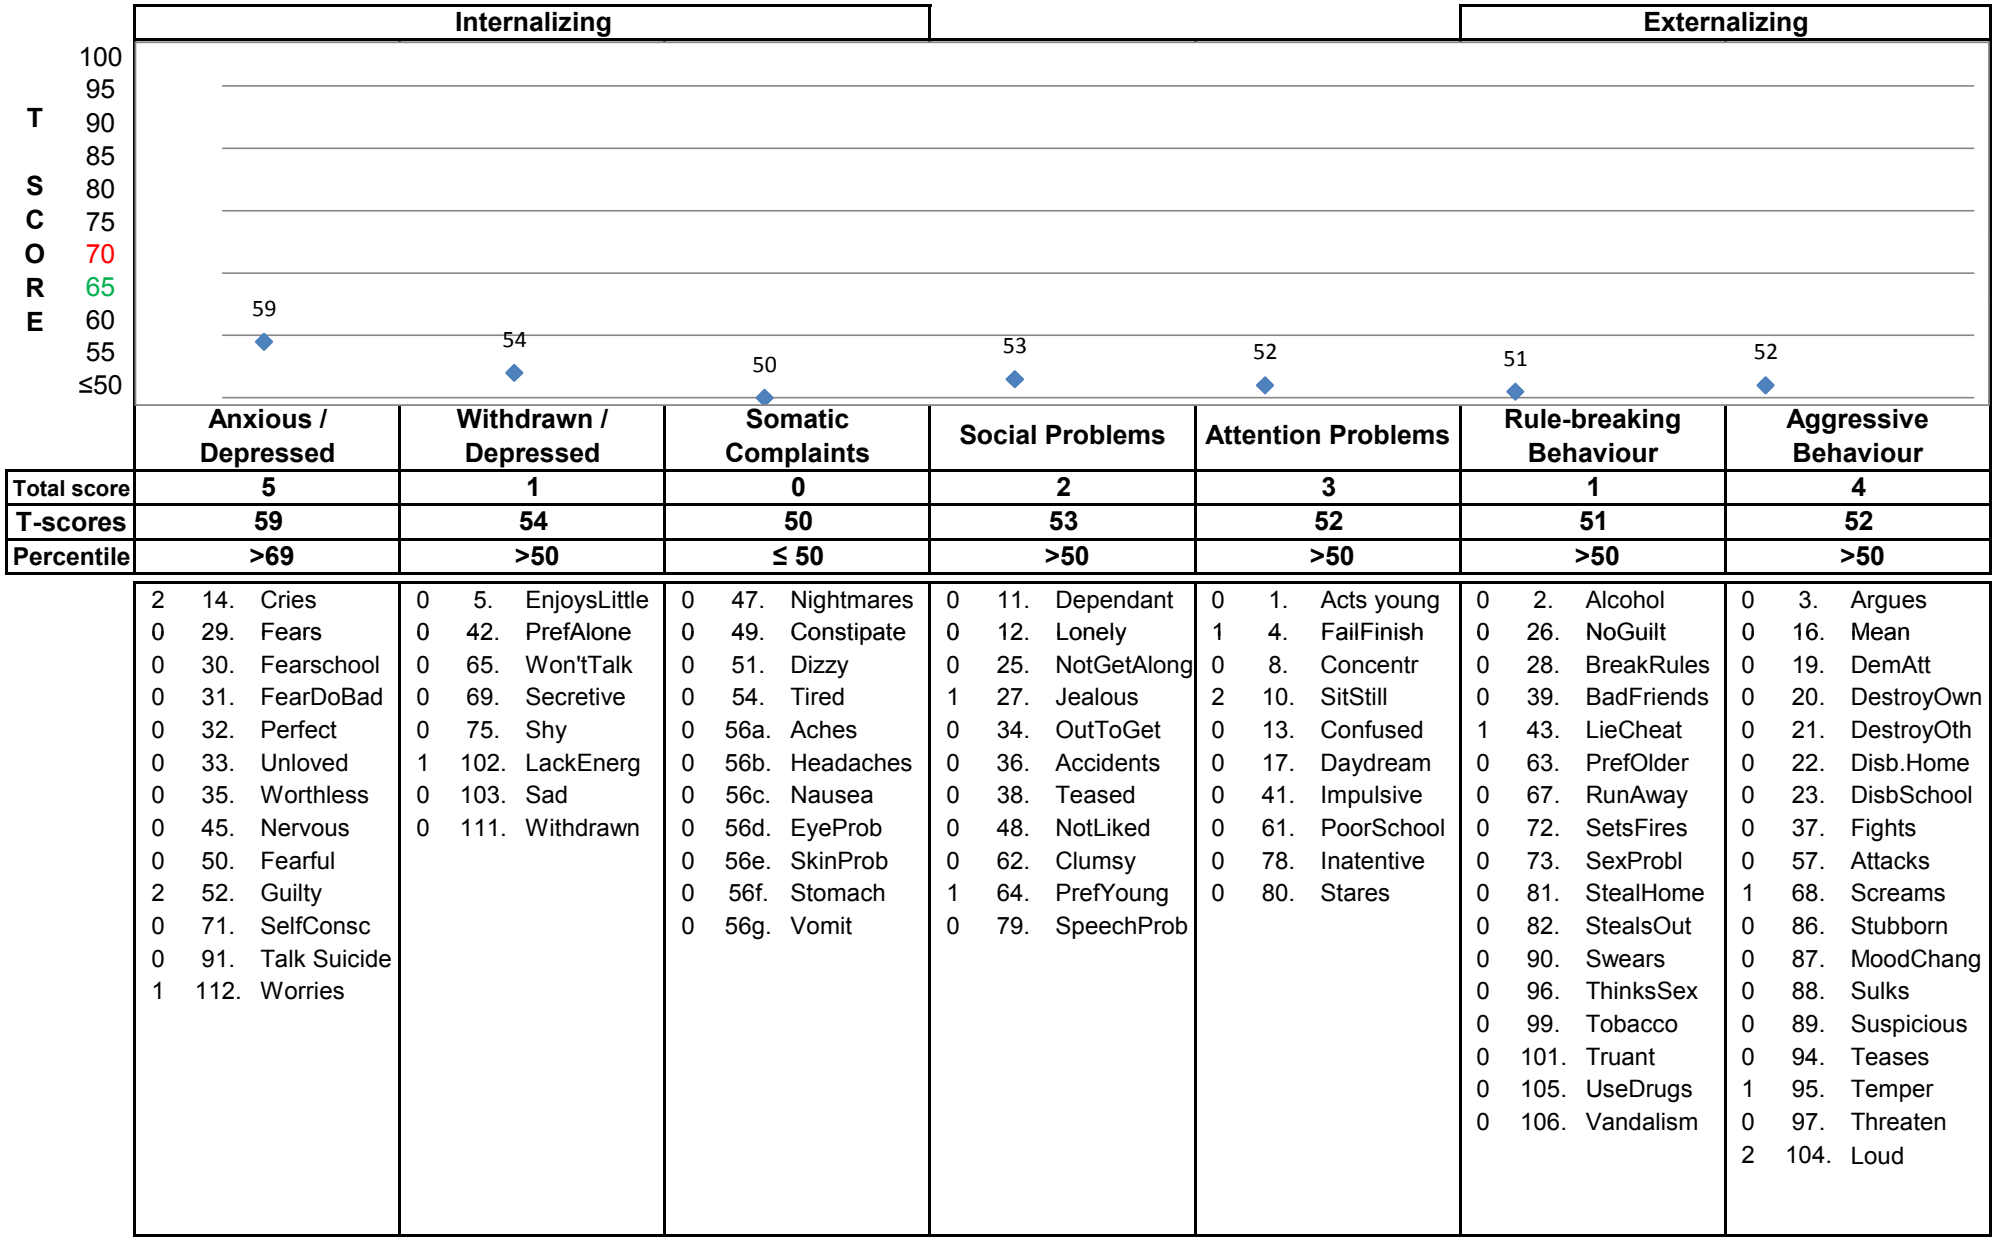 Internalizing Externalizing
T SCORE
100
95
90
85
80
75
70
65
60
55
≤50
59 54 50 53 52 51 52
Anxious / Depressed Withdrawn / Depressed Somatic Complaints Social Problems Attention Problems Rule-breaking Behaviour Aggressive Behaviour
Total score 5 1 0 2 3 1 4
T-scores 59 54 50 53 52 51 52
Percentile >69 >50 ≤ 50 >50 >50 >50 >50
2 14. Cries 0 5. EnjoysLittle 0 47. Nightmares 0 11. Dependant 0 1. Acts young 0 2. Alcohol 0 3. Argues
0 29. Fears 0 42. PrefAlone 0 49. Constipate 0 12. Lonely 1 4. FailFinish 0 26. NoGuilt 0 16. Mean
0 30. Fearschool 0 65. Won'tTalk 0 51. Dizzy 0 25. NotGetAlong 0 8. Concentr 0 28. BreakRules 0 19. DemAtt
0 31. FearDoBad 0 69. Secretive 0 54. Tired 1 27. Jealous 2 10. SitStill 0 39. BadFriends 0 20. DestroyOwn
0 32. Perfect 0 75. Shy 0 56a. Aches 0 34. OutToGet 0 13. Confused 1 43. LieCheat 0 21. DestroyOth
0 33. Unloved 1 102. LackEnerg 0 56b. Headaches 0 36. Accidents 0 17. Daydream 0 63. PrefOlder 0 22. Disb.Home
0 35. Worthless 0 103. Sad 0 56c. Nausea 0 38. Teased 0 41. Impulsive 0 67. RunAway 0 23. DisbSchool
0 45. Nervous 0 111. Withdrawn 0 56d. EyeProb 0 48. NotLiked 0 61. PoorSchool 0 72. SetsFires 0 37. Fights
0 50. Fearful 0 56e. SkinProb 0 62. Clumsy 0 78. Inatentive 0 73. SexProbl 0 57. Attacks
2 52. Guilty 0 56f. Stomach 1 64. PrefYoung 0 80. Stares 0 81. StealHome 1 68. Screams
0 71. SelfConsc 0 56g. Vomit 0 79. SpeechProb 0 82. StealsOut 0 86. Stubborn
0 91. Talk Suicide 0 90. Swears 0 87. MoodChang
1 112. Worries 0 96. ThinksSex 0 88. Sulks
0 99. Tobacco 0 89. Suspicious
0 101. Truant 0 94. Teases
0 105. UseDrugs 1 95. Temper
0 106. Vandalism 0 97. Threaten
2 104. Loud